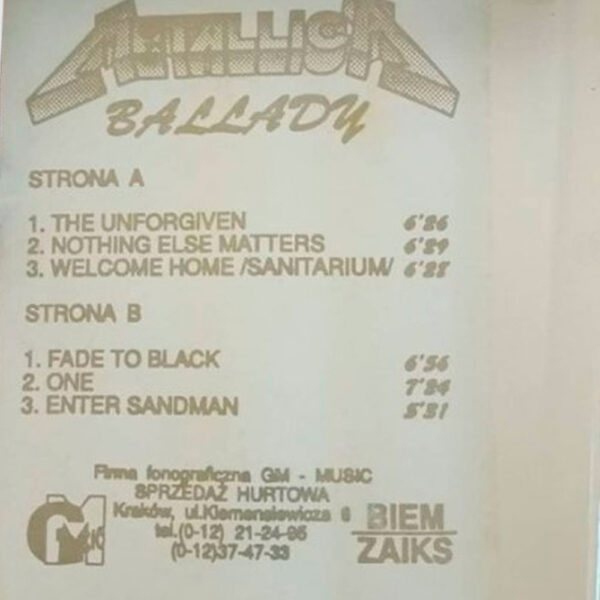 METALLICA
BALLADY
STRONA A
1. THE UNFORGIVEN 6'26
2. NOTHING ELSE MATTERS 6'29
3. WELCOME HOME /SANITARIUM/ 6'28
STRONA B
1. FADE TO BLACK 6'56
2. ONE 7'24
3. ENTER SANDMAN 5'31
Firma fonograficzna GM - MUSIC
SPRZEDAŻ HURTOWA
Kraków, ul.Klemensiewicza 6
tel.(0-12) 21-24-95
(0-12)37-47-33
GM
BIEM
ZAIKS